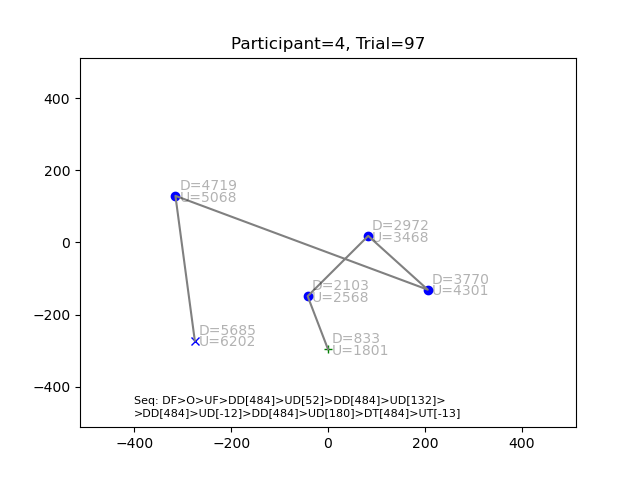 Participant=4, Trial=97
400
200
0
−200
−400
D=4719
U=5068
D=2972
U=3468
D=3770
U=4301
D=2103
U=2568
D=5685
U=6202
D=833
U=1801
Seq: DF>O>UF>DD[484]>UD[52]>DD[484]>UD[132]>
>DD[484]>UD[-12]>DD[484]>UD[180]>DT[484]>UT[-13]
−400 −200 0 200 400